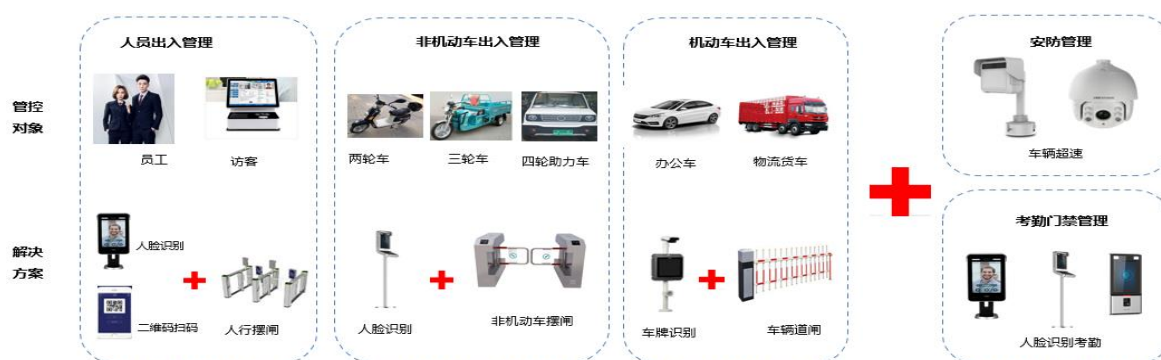 人员出入管理
非机动车出入管理
机动车出入管理
安防管理
管控
对象
员工
访客
两轮车
三轮车
四轮助力车
办公车
物流货车
车辆超速
考勤门禁管理
解决
方案
人脸识别
二维码扫码
人行摆闸
人脸识别
非机动车摆闸
车牌识别
车辆道闸
人脸识别考勤